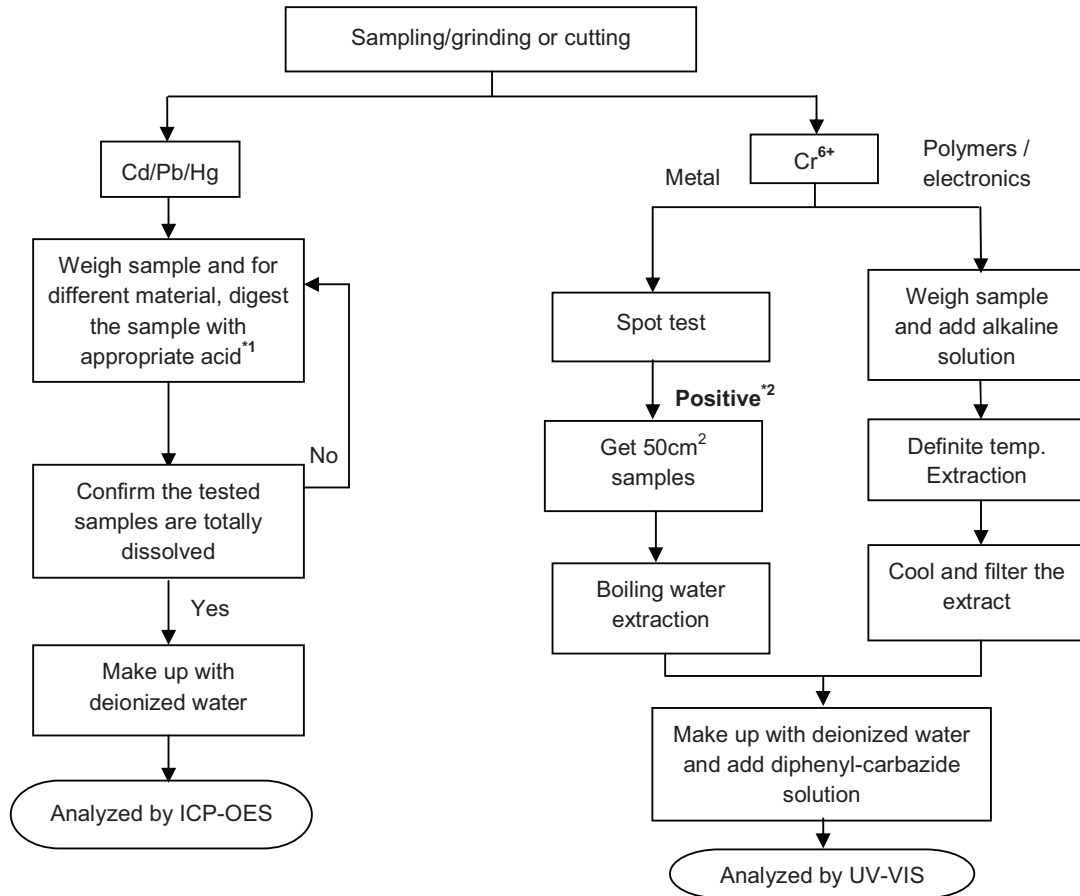 Sampling/grinding or cutting
Cd/Pb/Hg
Weigh sample and for
different material, digest
the sample with
appropriate acid*1
No
Confirm the tested
samples are totally
dissolved
Yes
Make up with
deionized water
Analyzed by ICP-OES
Cr6+
Metal
Polymers /
electronics
Spot test
Positive*2
Get 50cm2
samples
Boiling water
extraction
Weigh sample
and add alkaline
solution
Definite temp.
Extraction
Cool and filter the
extract
Make up with deionized water
and add diphenyl-carbazide
solution
Analyzed by UV-VIS